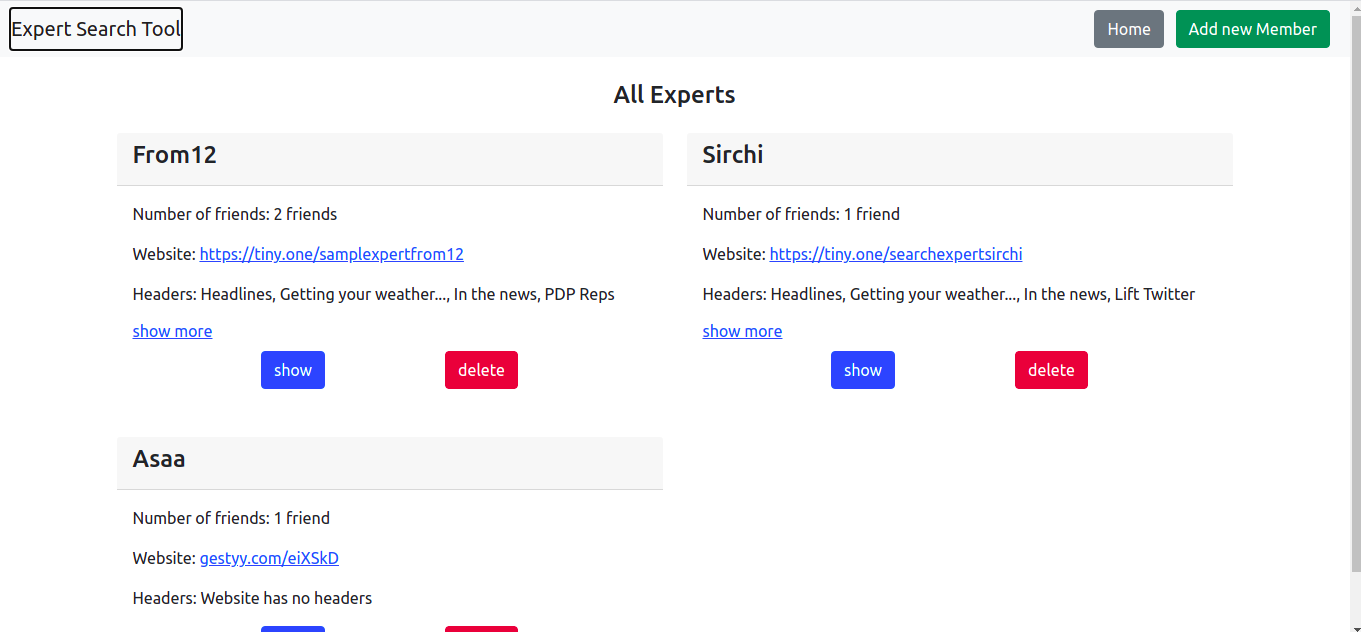 Expert Search Tool
Home
Add new Member
All Experts
From12
Number of friends: 2 friends
Website: https://tiny.one/samplexpertfrom12
Headers: Headlines, Getting your weather..., In the news, PDP Reps
show more
show
delete
Sirchi
Number of friends: 1 friend
Website: https://tiny.one/searchexpertsirchi
Headers: Headlines, Getting your weather..., In the news, Lift Twitter
show more
show
delete
Asaa
Number of friends: 1 friend
Website: gestyy.com/eiXSkD
Headers: Website has no headers